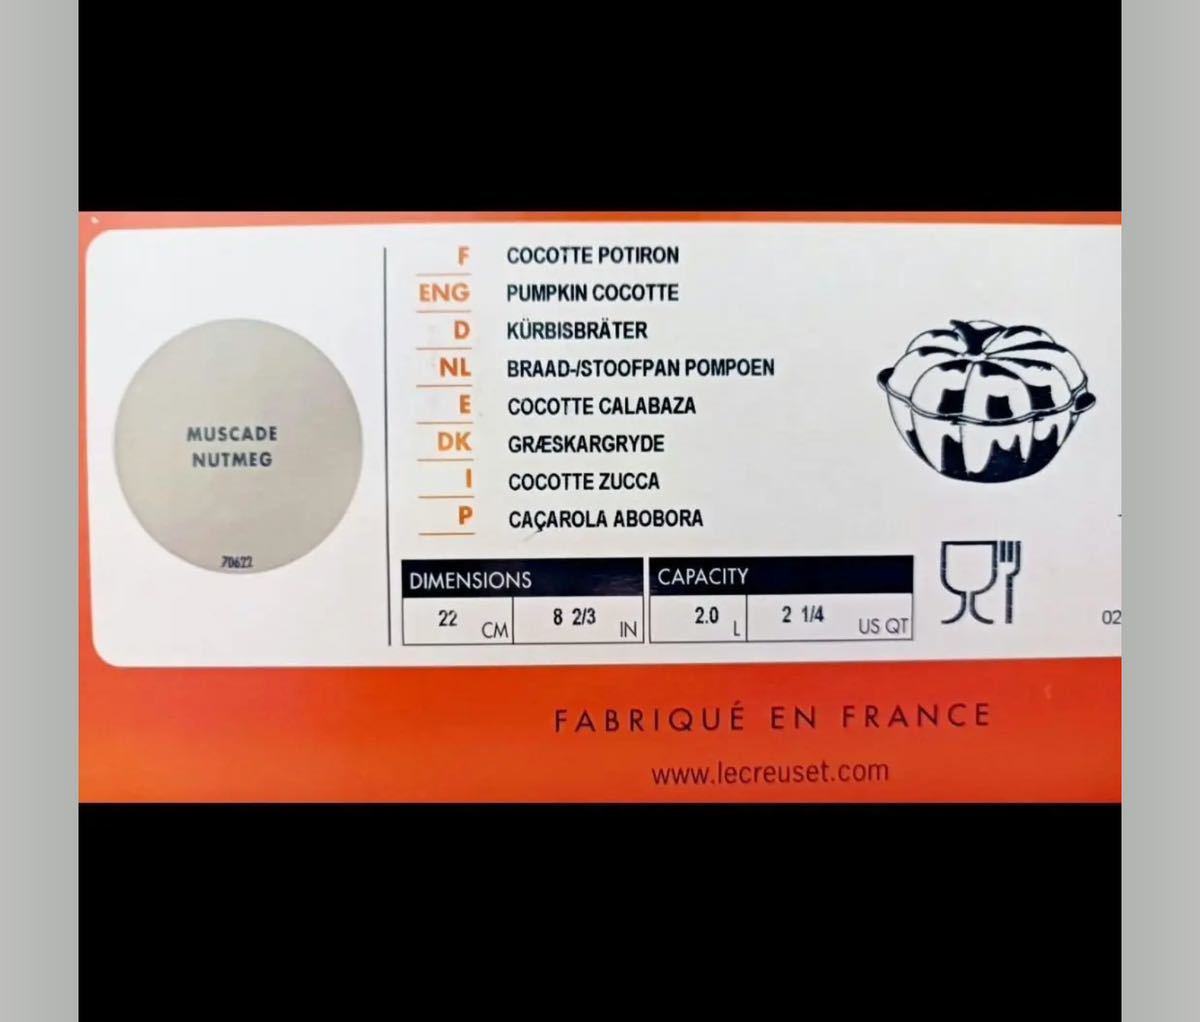 MUSCADE
NUTMEG
70622
F COCOTTE POTIRON
ENG PUMPKIN COCOTTE
D KÜRBISBRÄTER
NL BRAAD-/STOOFPAN POMPOEN
E COCOTTE CALABAZA
DK GRÆSKARGRYDE
I COCOTTE ZUCCA
P CAÇAROLA ABOBORA
DIMENSIONS CAPACITY
22 CM 8 2/3 IN 2.0 L 2 1/4 US QT
02
FABRIQUÉ EN FRANCE
www.lecreuset.com